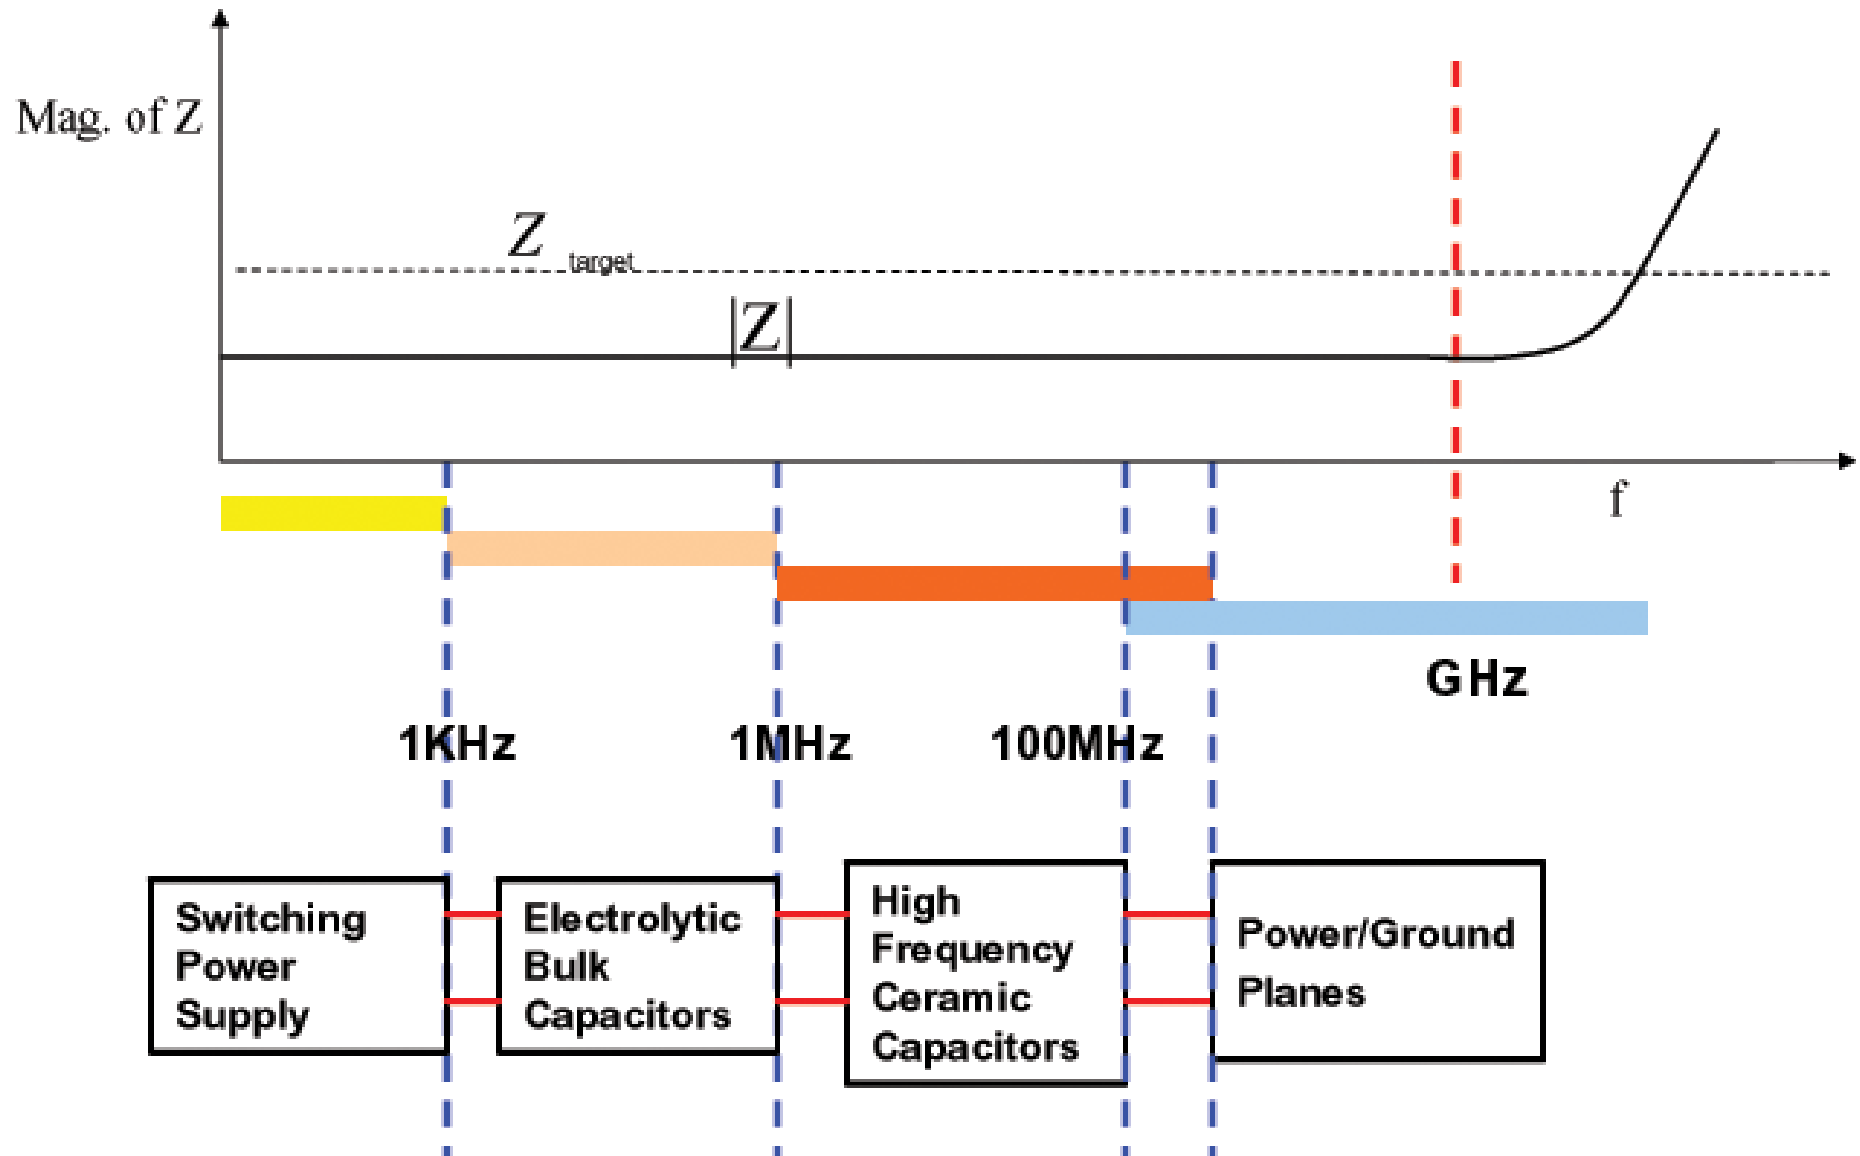 Mag. of Z
Z target
|Z|
f
GHz
1KHz
1MHz
100MHz
Switching
Power
Supply
Electrolytic
Bulk
Capacitors
High
Frequency
Ceramic
Capacitors
Power/Ground
Planes